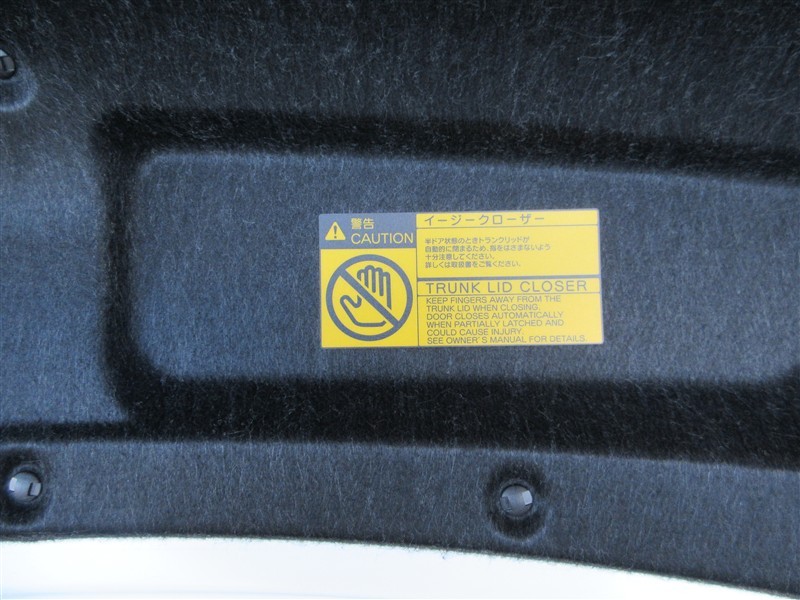 警告
CAUTION
イージークローザー
半ドア状態のときトランクリッドが
自動的に閉まるため、指をはさまないよう
十分注意してください。
詳しくは取扱書をご覧ください。
TRUNK LID CLOSER
KEEP FINGERS AWAY FROM THE
TRUNK LID WHEN CLOSING.
DOOR CLOSES AUTOMATICALLY
WHEN PARTIALLY LATCHED AND
COULD CAUSE INJURY.
SEE OWNER'S MANUAL FOR DETAILS.